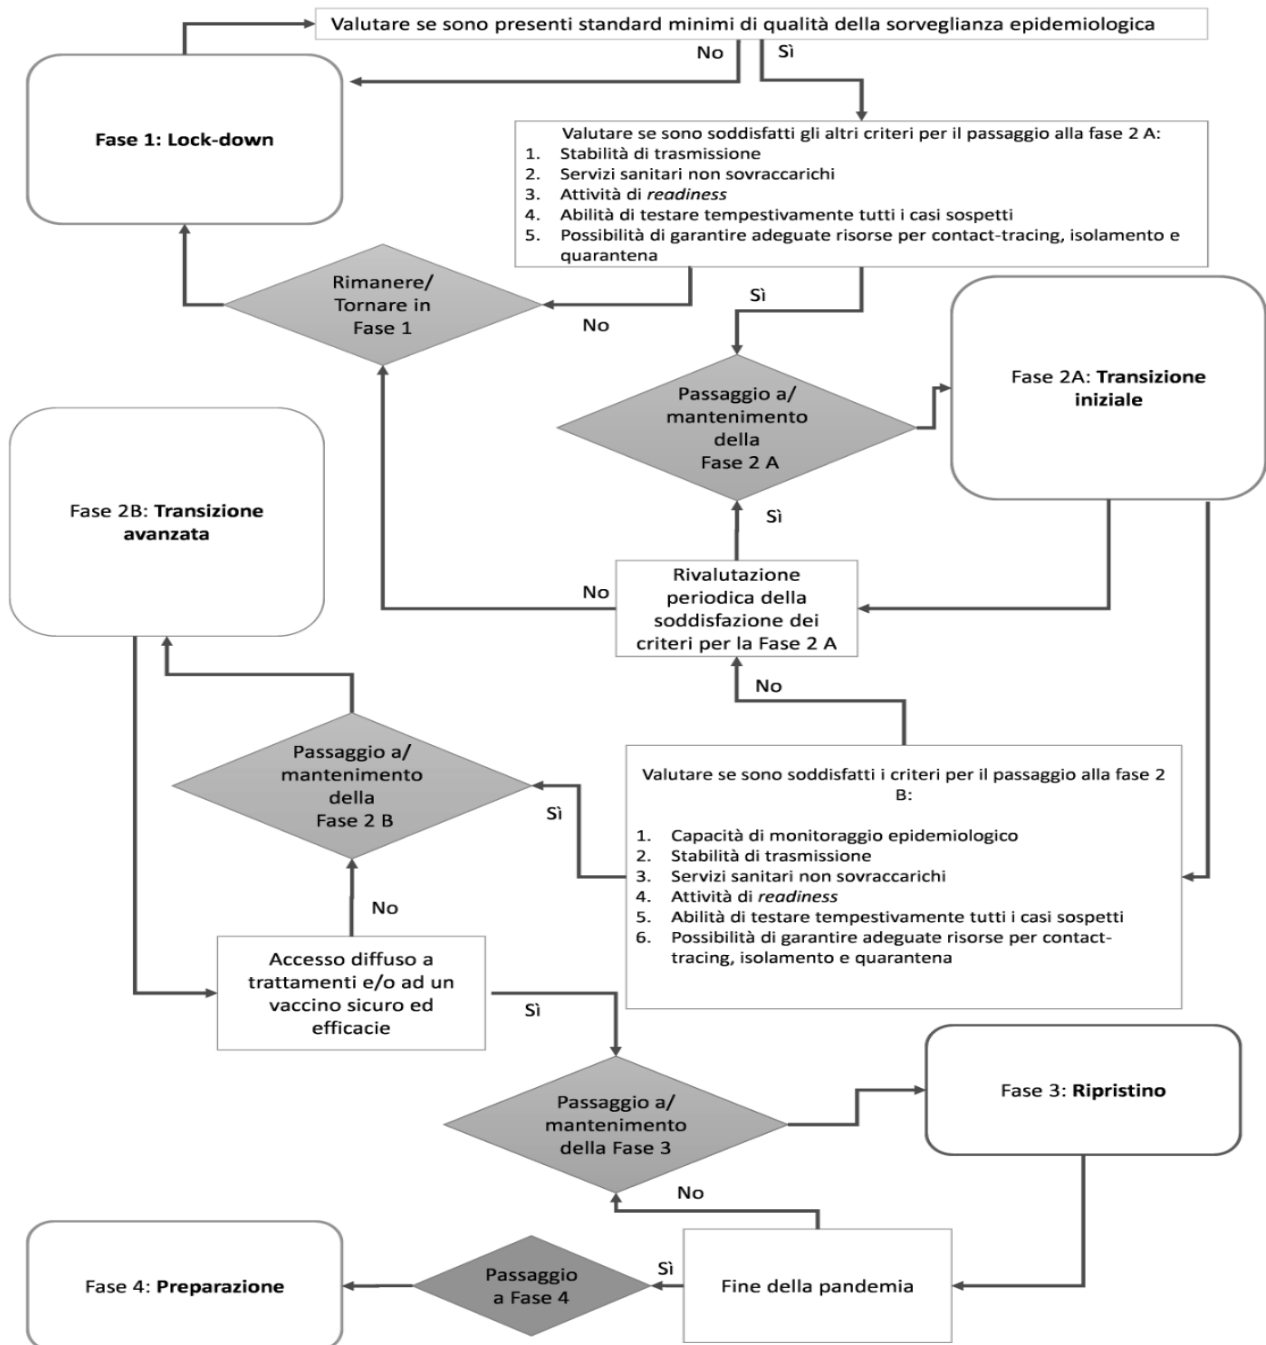 Valutare se sono presenti standard minimi di qualità della sorveglianza epidemiologica
No
Sì
Fase 1: Lock-down
Valutare se sono soddisfatti gli altri criteri per il passaggio alla fase 2 A:
1. Stabilità di trasmissione
2. Servizi sanitari non sovraccarichi
3. Attività di readiness
4. Abilità di testare tempestivamente tutti i casi sospetti
5. Possibilità di garantire adeguate risorse per contact-tracing, isolamento e
quarantena
Rimanere/
Tornare in
Fase 1
No
Sì
Passaggio a/
mantenimento
della
Fase 2 A
Fase 2A: Transizione
iniziale
Fase 2B: Transizione
avanzata
Sì
No
Rivalutazione
periodica della
soddisfazione dei
criteri per la Fase 2 A
No
Passaggio a/
mantenimento
della
Fase 2 B
Sì
Valutare se sono soddisfatti i criteri per il passaggio alla fase 2
B:
1. Capacità di monitoraggio epidemiologico
2. Stabilità di trasmissione
3. Servizi sanitari non sovraccarichi
4. Attività di readiness
5. Abilità di testare tempestivamente tutti i casi sospetti
6. Possibilità di garantire adeguate risorse per contact-
tracing, isolamento e quarantena
No
Accesso diffuso a
trattamenti e/o ad un
vaccino sicuro ed
efficacie
Sì
Passaggio a/
mantenimento
della Fase 3
Fase 3: Ripristino
No
Fine della pandemia
Sì
Passaggio
a Fase 4
Fase 4: Preparazione